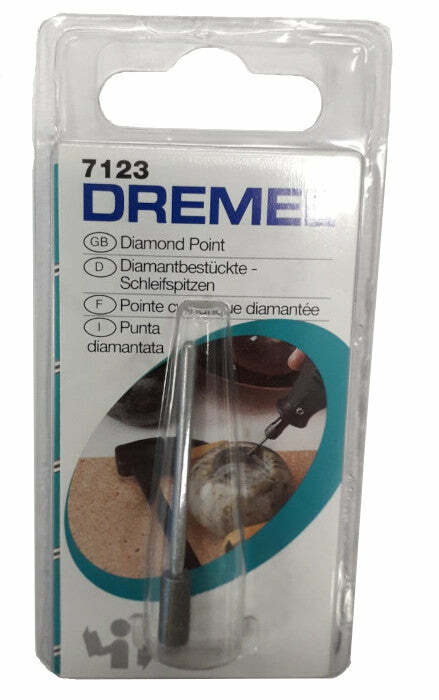 7123
DREMEL
GB Diamond Point
D Diamantbestückte -
Schleifspitzen
F Pointe diamantée
I Punta
diamantata